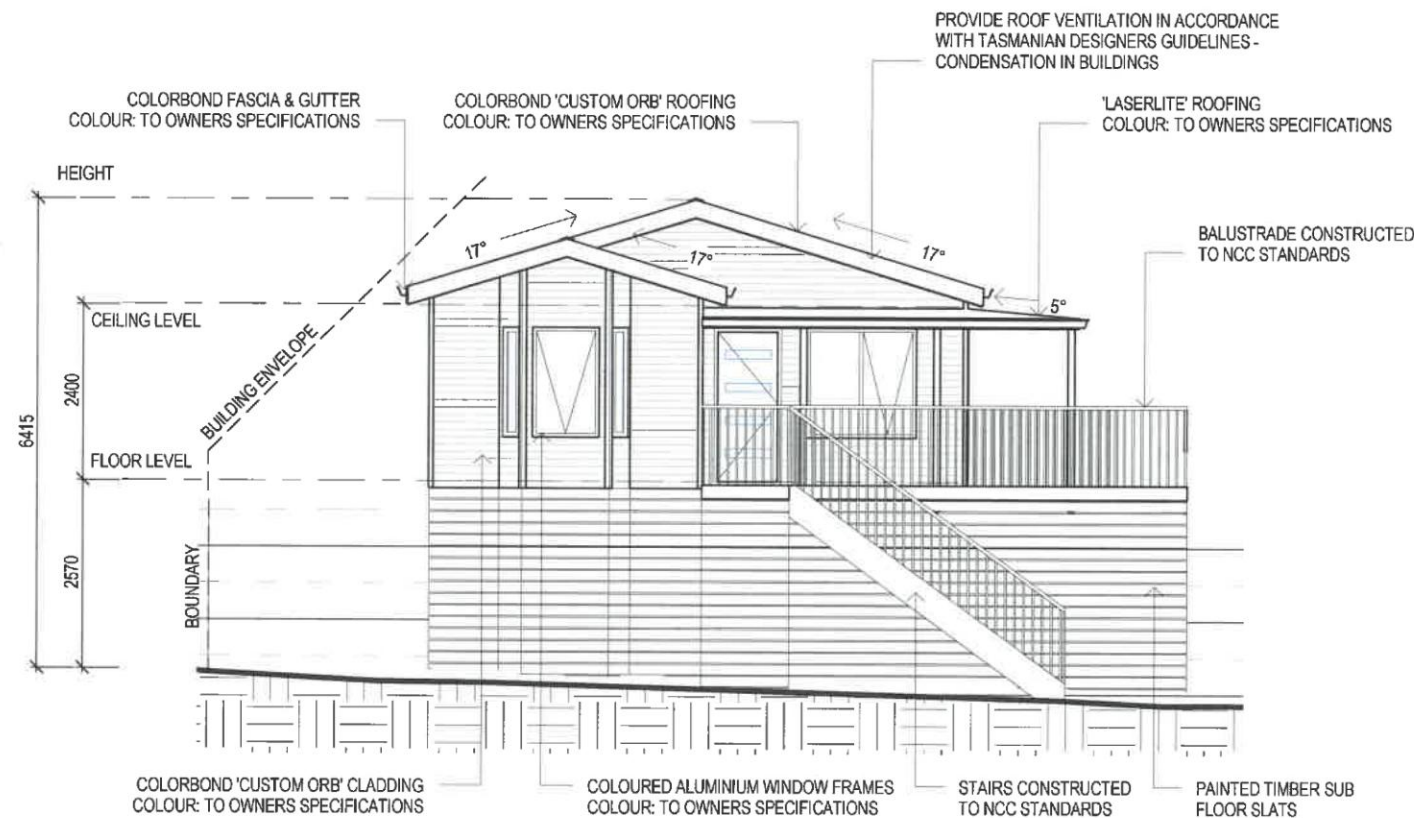 PROVIDE ROOF VENTILATION IN ACCORDANCE
WITH TASMANIAN DESIGNERS GUIDELINES -
CONDENSATION IN BUILDINGS
COLORBOND FASCIA & GUTTER
COLOUR: TO OWNERS SPECIFICATIONS
COLORBOND 'CUSTOM ORB' ROOFING
COLOUR: TO OWNERS SPECIFICATIONS
'LASERLITE' ROOFING
COLOUR: TO OWNERS SPECIFICATIONS
HEIGHT
BALUSTRADE CONSTRUCTED
TO NCC STANDARDS
17°
17°
17°
5°
CEILING LEVEL
BUILDING ENVELOPE
2400
6415
FLOOR LEVEL
2570
BOUNDARY
COLORBOND 'CUSTOM ORB' CLADDING
COLOUR: TO OWNERS SPECIFICATIONS
COLOURED ALUMINIUM WINDOW FRAMES
COLOUR: TO OWNERS SPECIFICATIONS
STAIRS CONSTRUCTED
TO NCC STANDARDS
PAINTED TIMBER SUB
FLOOR SLATS